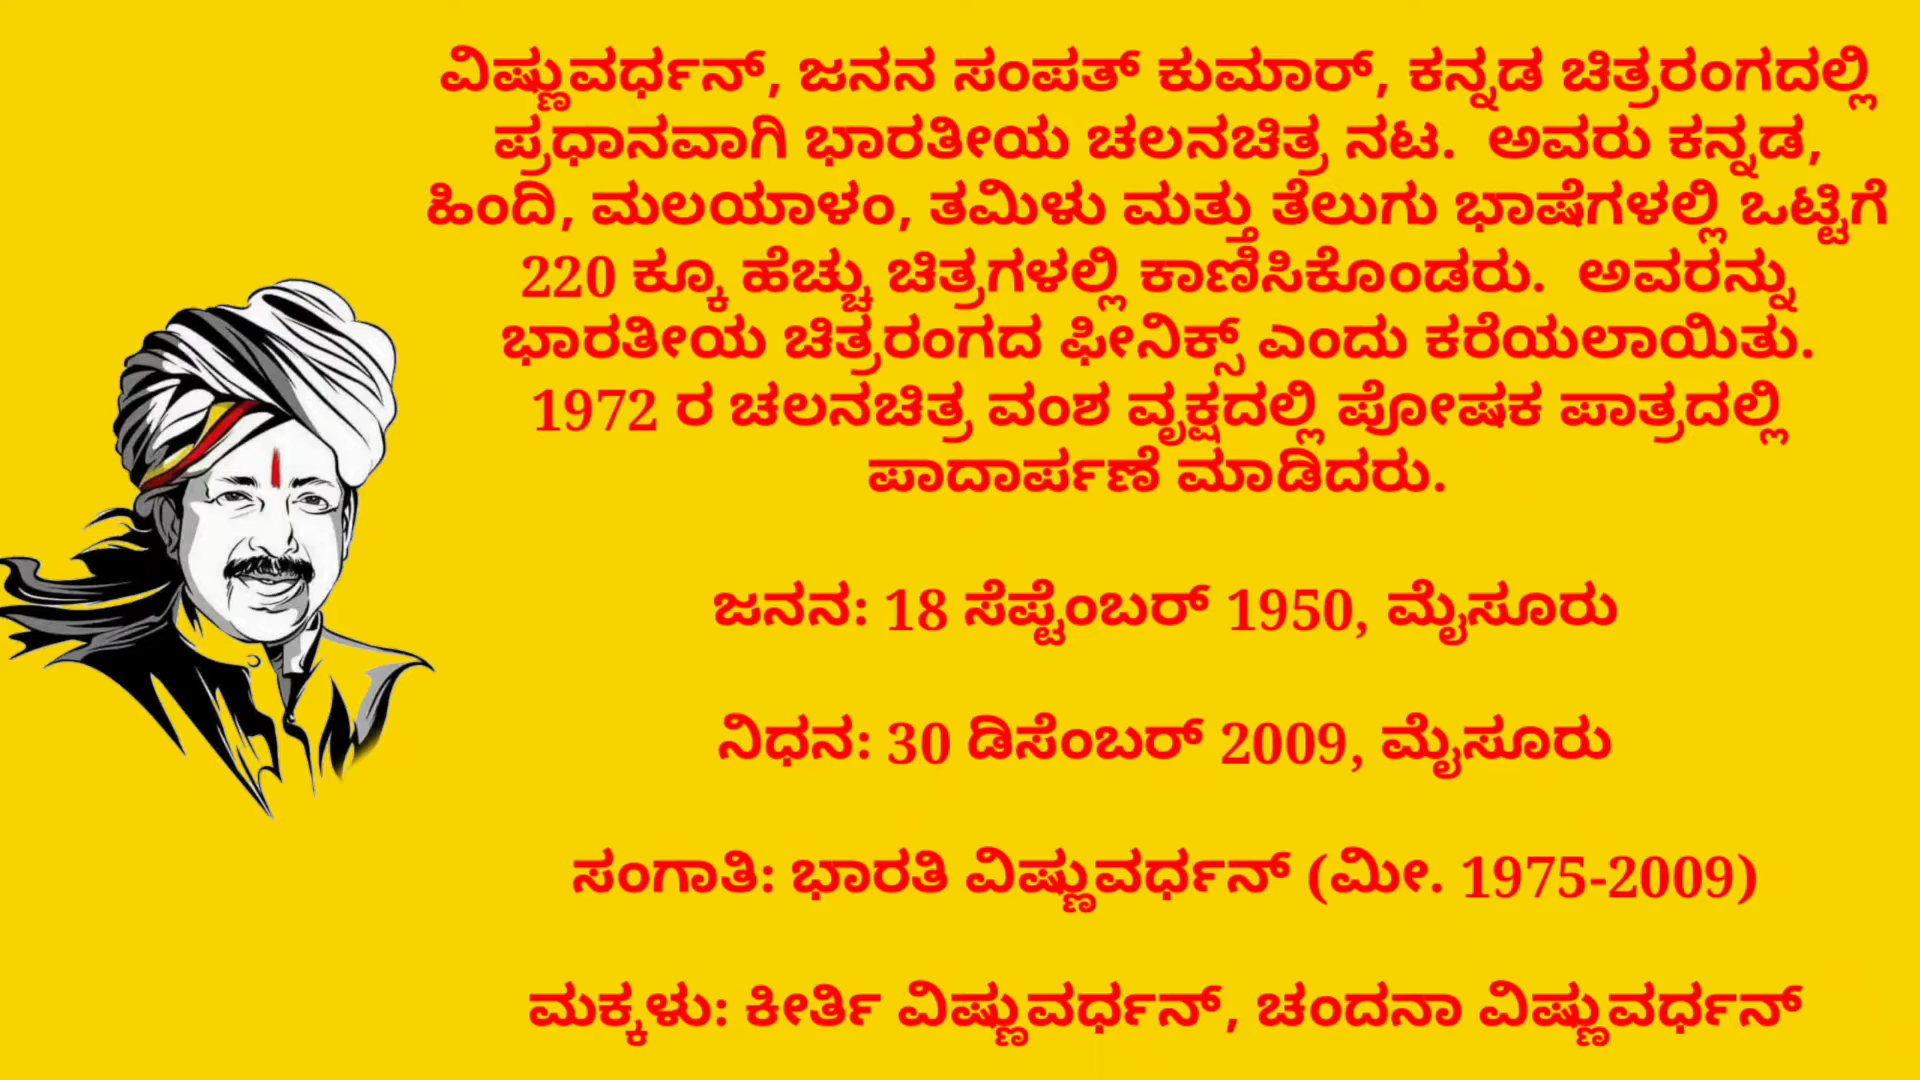 ವಿಷ್ಣುವರ್ಧನ್, ಜನನ ಸಂಪತ್ ಕುಮಾರ್, ಕನ್ನಡ ಚಿತ್ರರಂಗದಲ್ಲಿ
ಪ್ರಧಾನವಾಗಿ ಭಾರತೀಯ ಚಲನಚಿತ್ರ ನಟ. ಅವರು ಕನ್ನಡ,
ಹಿಂದಿ, ಮಲಯಾಳಂ, ತಮಿಳು ಮತ್ತು ತೆಲುಗು ಭಾಷೆಗಳಲ್ಲಿ ಒಟ್ಟಿಗೆ
220 ಕ್ಕೂ ಹೆಚ್ಚು ಚಿತ್ರಗಳಲ್ಲಿ ಕಾಣಿಸಿಕೊಂಡರು. ಅವರನ್ನು
ಭಾರತೀಯ ಚಿತ್ರರಂಗದ ಫೀನಿಕ್ಸ್ ಎಂದು ಕರೆಯಲಾಯಿತು.
1972 ರ ಚಲನಚಿತ್ರ ವಂಶ ವೃಕ್ಷದಲ್ಲಿ ಪೋಷಕ ಪಾತ್ರದಲ್ಲಿ
ಪಾದಾರ್ಪಣೆ ಮಾಡಿದರು.
ಜನನ: 18 ಸೆಪ್ಟೆಂಬರ್ 1950, ಮೈಸೂರು
ನಿಧನ: 30 ಡಿಸೆಂಬರ್ 2009, ಮೈಸೂರು
ಸಂಗಾತಿ: ಭಾರತಿ ವಿಷ್ಣುವರ್ಧನ್ (ಮೀ. 1975-2009)
ಮಕ್ಕಳು: ಕೀರ್ತಿ ವಿಷ್ಣುವರ್ಧನ್, ಚಂದನಾ ವಿಷ್ಣುವರ್ಧನ್